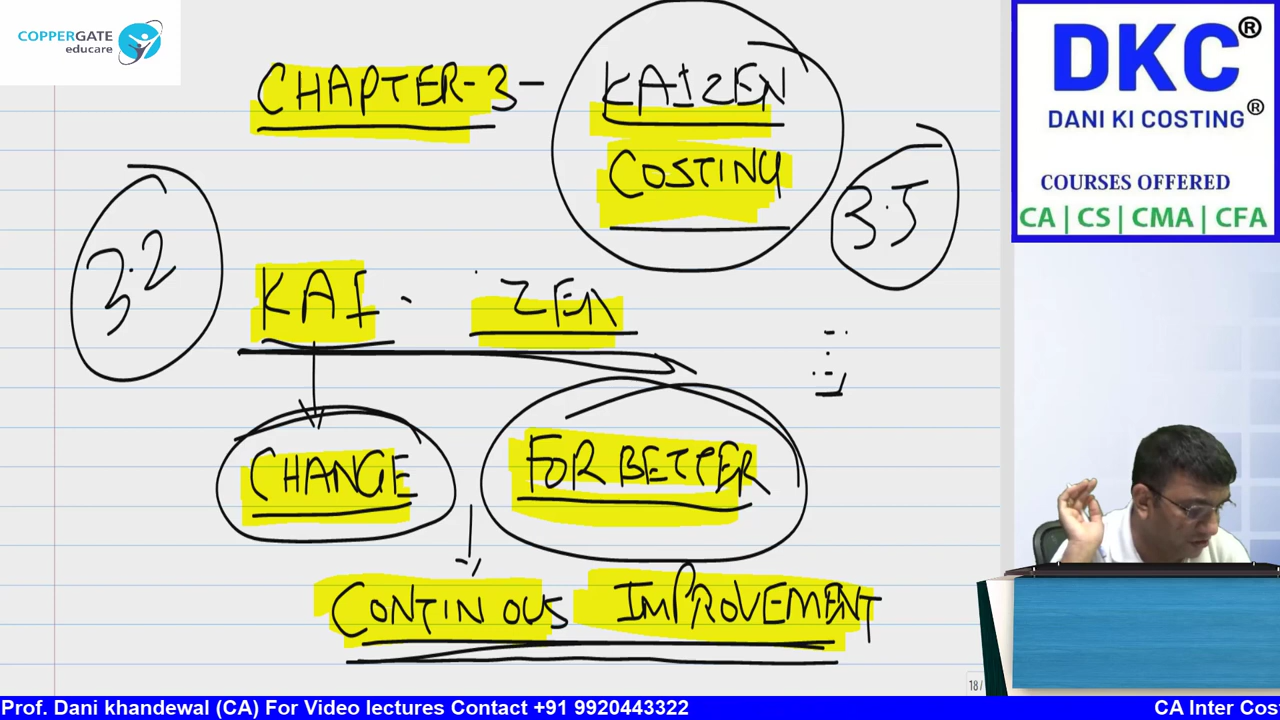 COPPERGATE
educare
CHAPTER-3-
KAIZEN
COSTING
3.2
3.5
KAI . ZEN
CHANGE
FOR BETTER
CONTINOUS IMPROVEMENT
18/
DKC®
DANI KI COSTING®
COURSES OFFERED
CA | CS | CMA | CFA
Prof. Dani khandewal (CA) For Video lectures Contact +91 9920443322
CA Inter Cos